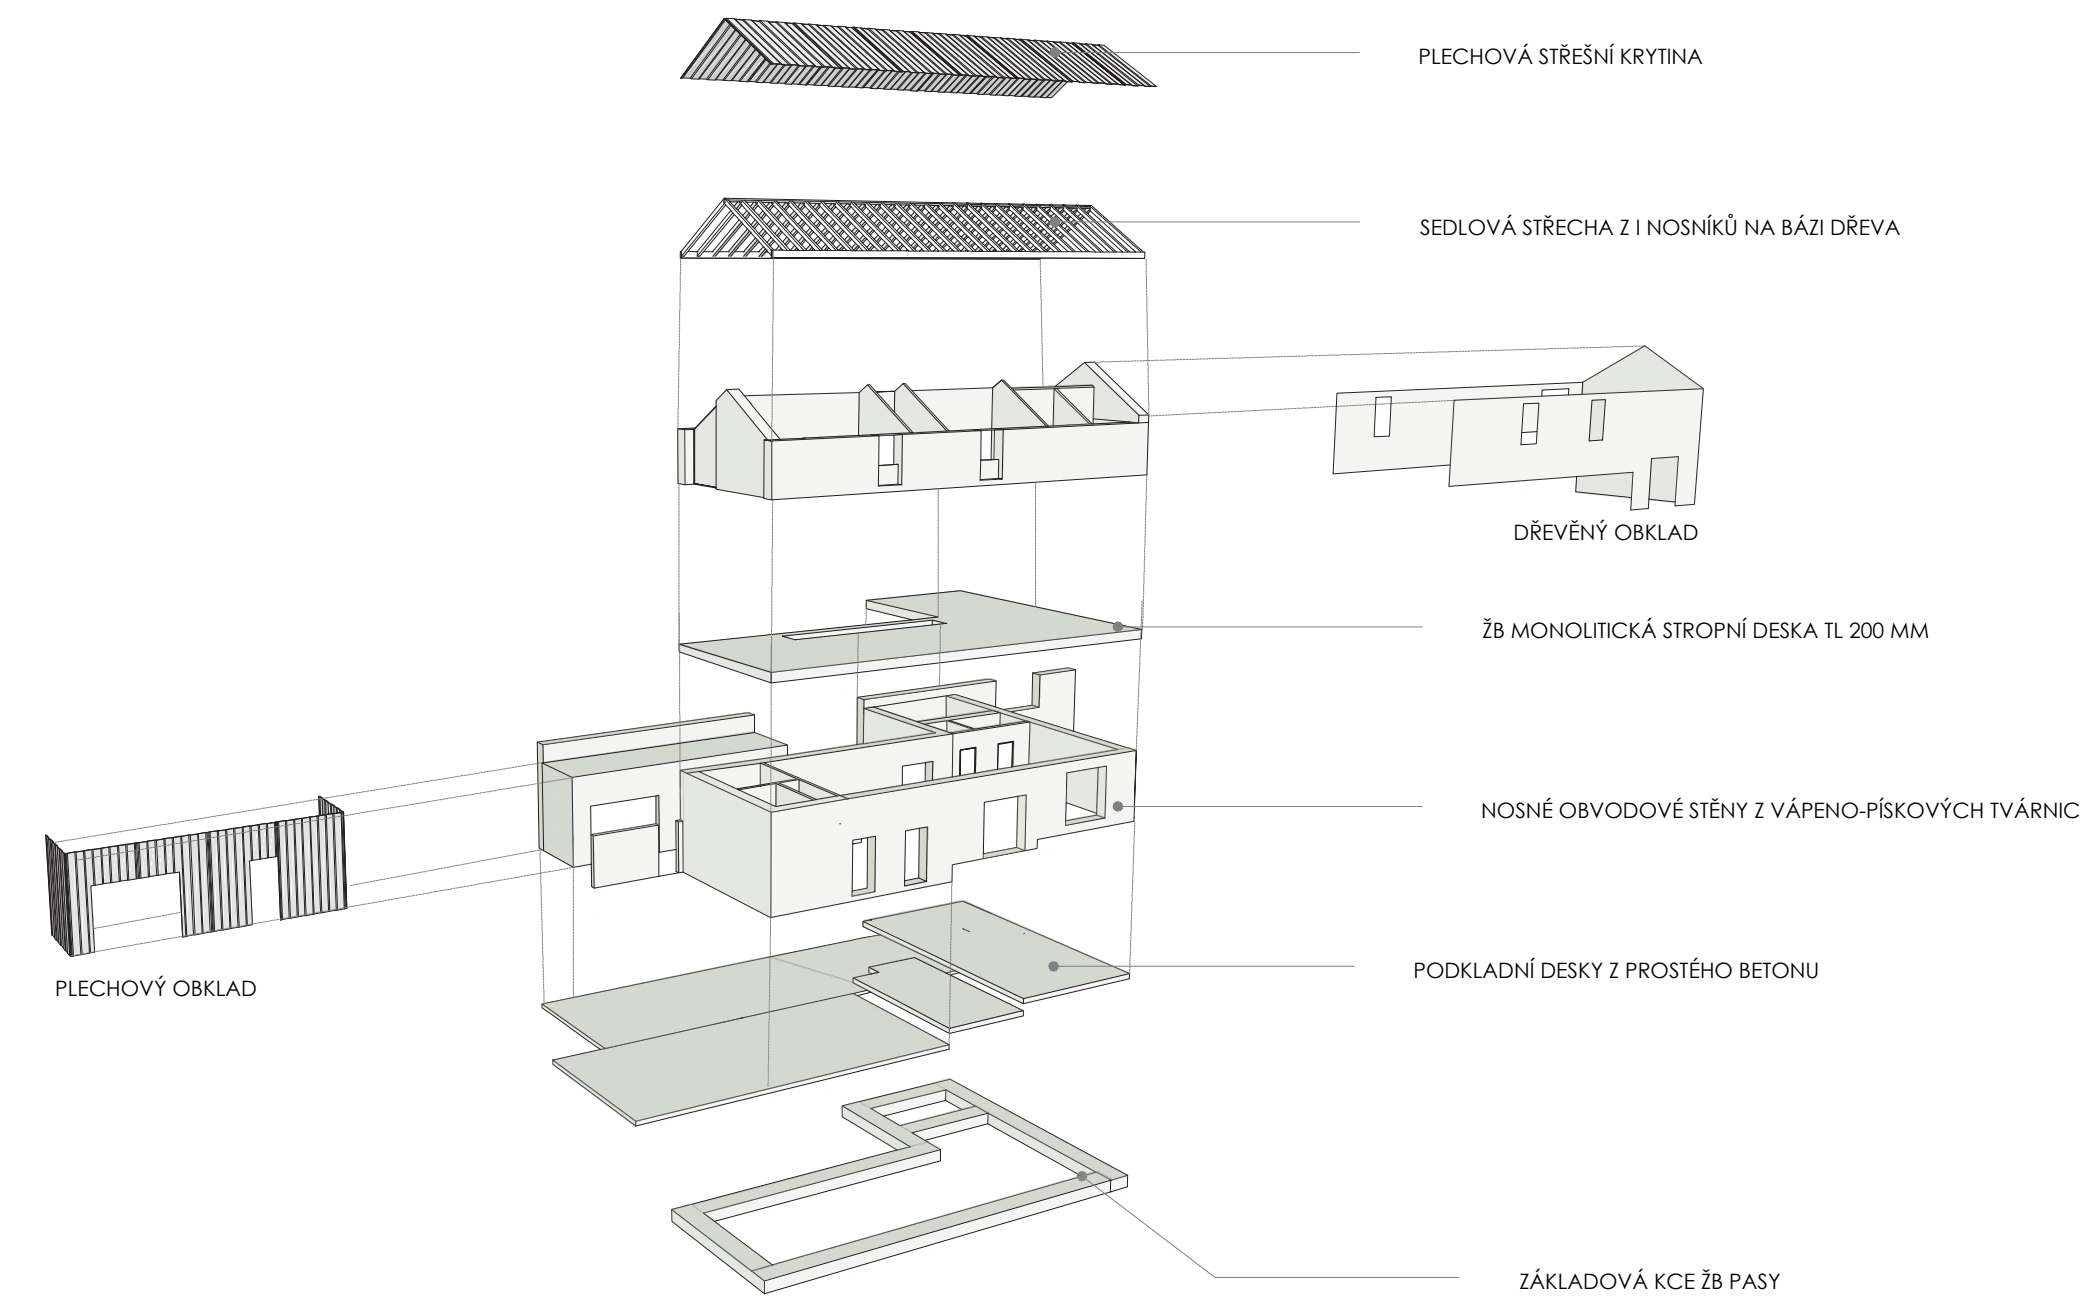 PLECHOVÁ STŘEŠNÍ KRYTINA
SEDLOVÁ STŘECHA Z I NOSNÍKŮ NA BÁZI DŘEVA
DŘEVĚNÝ OBKLAD
ŽB MONOLITICKÁ STROPNÍ DESKA TL 200 MM
NOSNÉ OBVODOVÉ STĚNY Z VÁPENO-PÍSKOVÝCH TVÁRNIC
PODKLADNÍ DESKY Z PROSTÉHO BETONU
PLECHOVÝ OBKLAD
ZÁKLADOVÁ KCE ŽB PASY